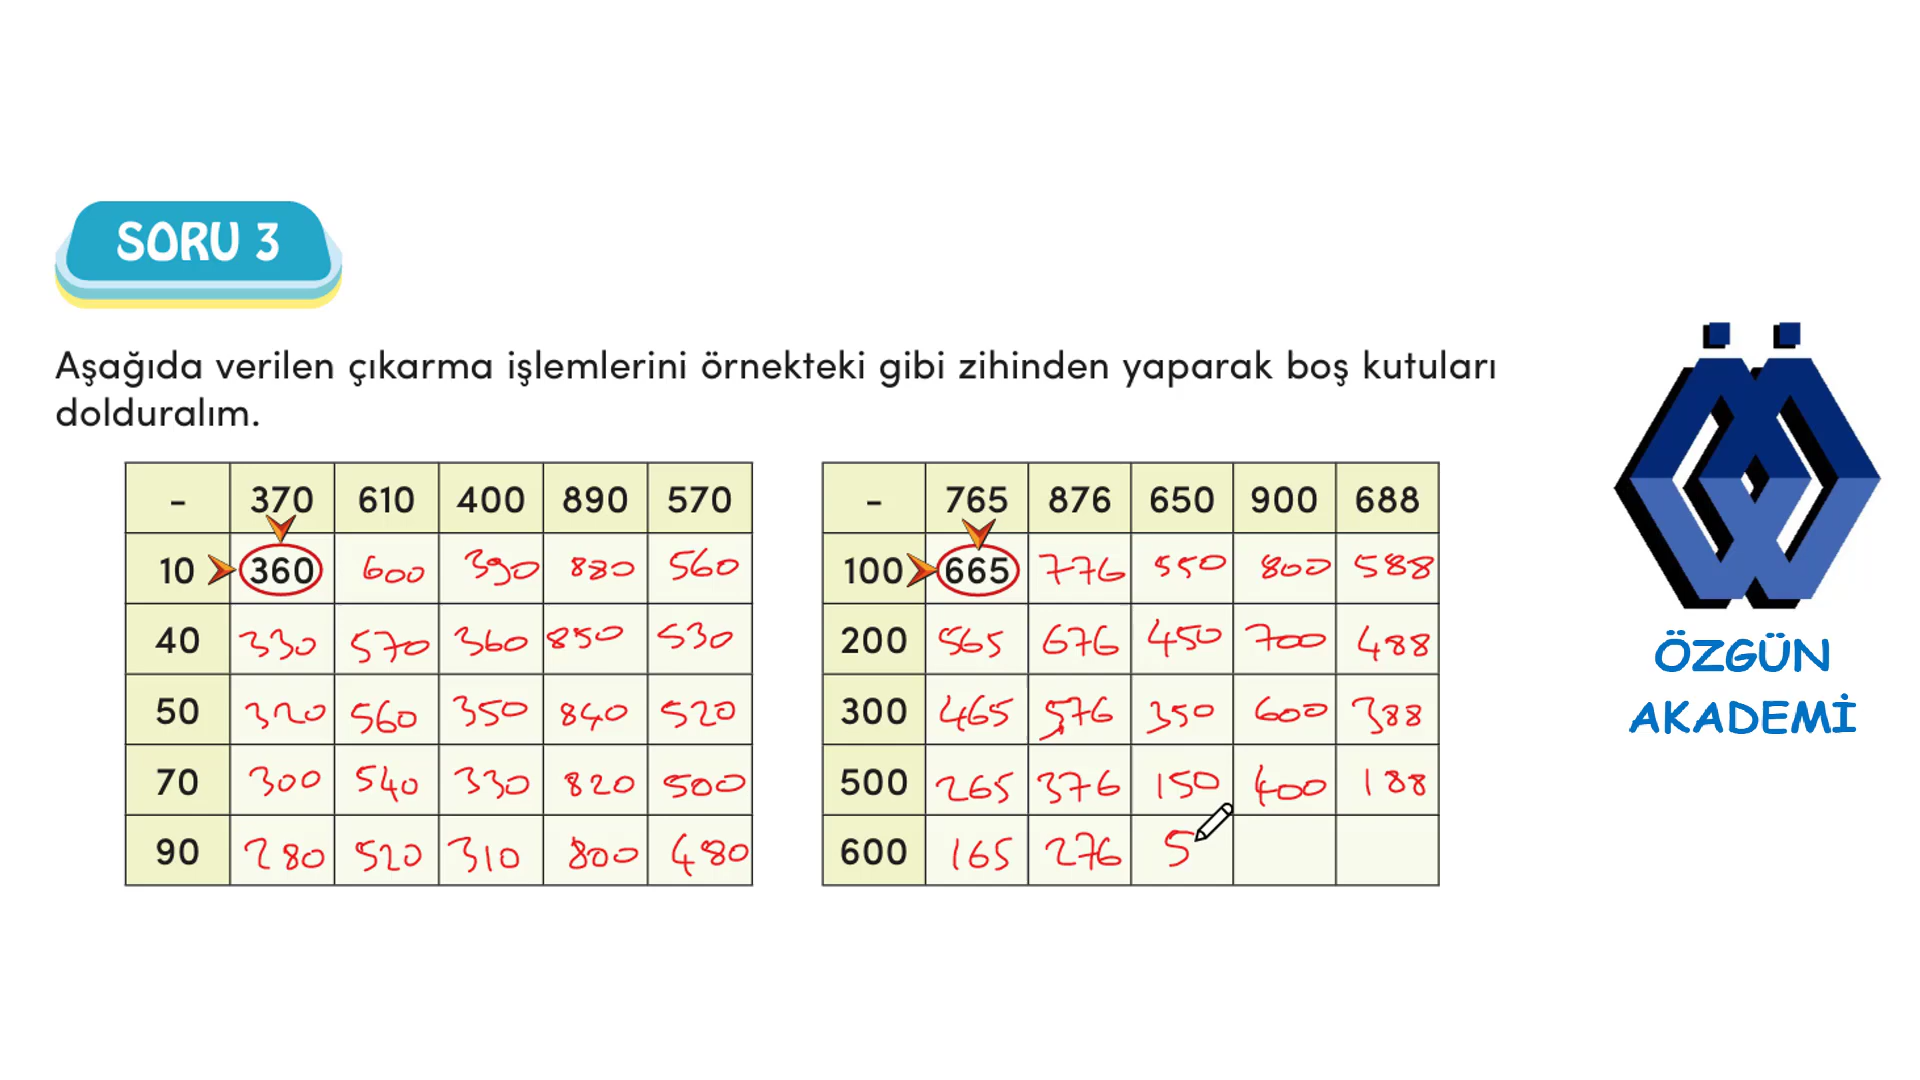 SORU 3
Aşağıda verilen çıkarma işlemlerini örnekteki gibi zihinden yaparak boş kutuları
dolduralım.
- 370 610 400 890 570
10 360 600 390 880 560
40 330 570 360 850 530
50 320 560 350 840 520
70 300 540 330 820 500
90 280 520 310 800 480
- 765 876 650 900 688
100 665 776 550 800 588
200 565 676 450 700 488
300 465 576 350 600 388
500 265 376 150 400 188
600 165 276 5
ÖZGÜN
AKADEMİ